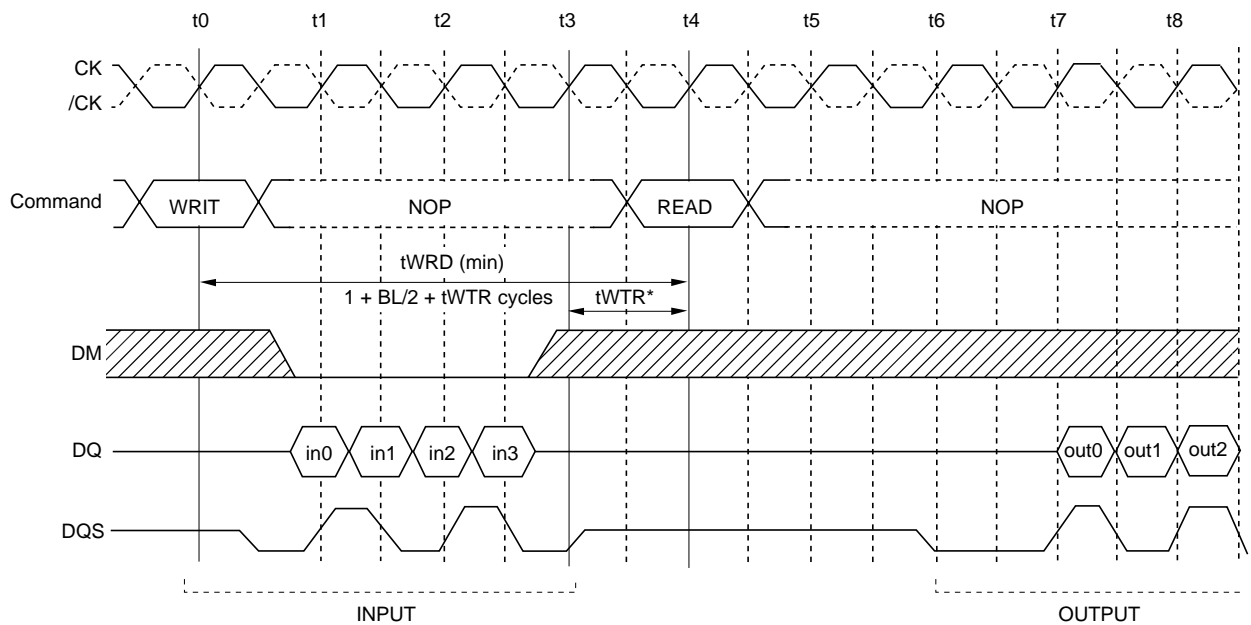 t0 t1 t2 t3 t4 t5 t6 t7 t8
CK
/CK
Command WRIT NOP READ NOP
tWRD (min)
1 + BL/2 + tWTR cycles tWTR*
DM
DQ in0 in1 in2 in3 out0 out1 out2
DQS
INPUT OUTPUT